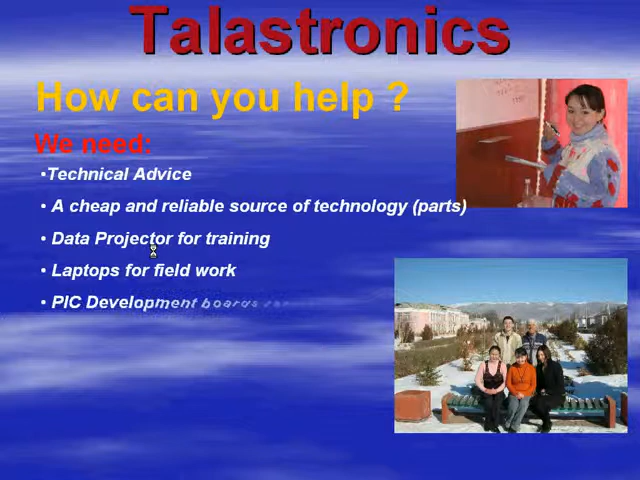 Talastronics
How can you help ?
We need:
•Technical Advice
• A cheap and reliable source of technology (parts)
• Data Projector for training
• Laptops for field work
• PIC Development boards